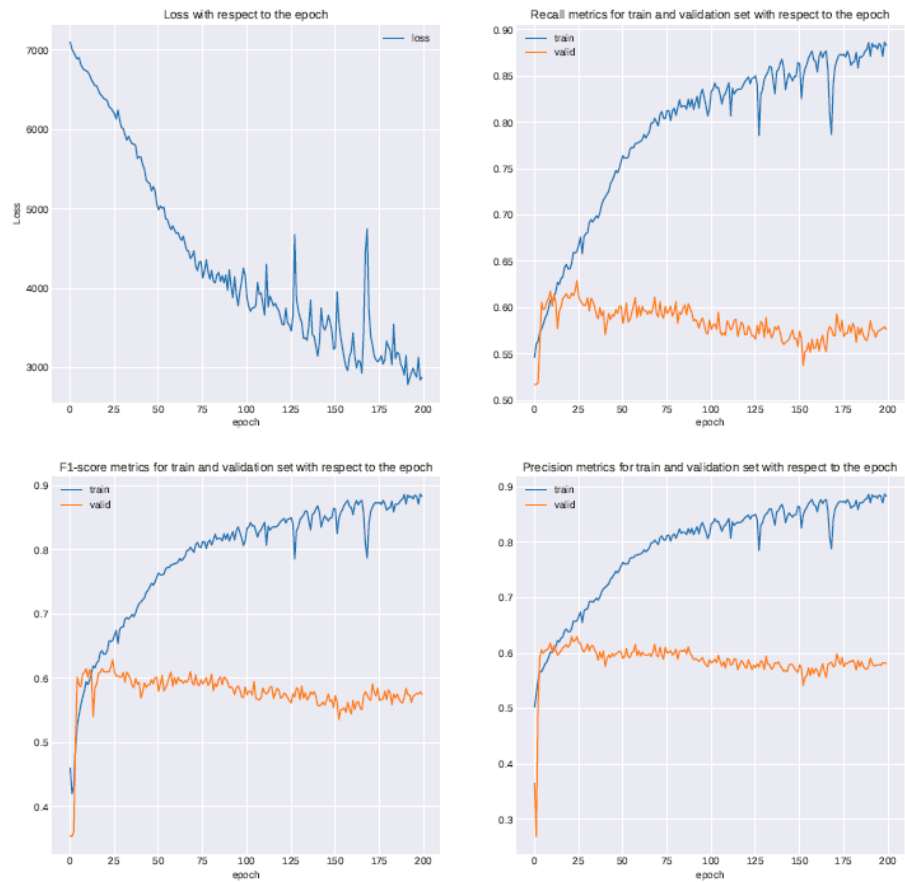 Loss with respect to the epoch
loss
7000
6000
5000
4000
3000
Loss
0 25 50 75 100 125 150 175 200
epoch
Recall metrics for train and validation set with respect to the epoch
train
valid
0.90
0.85
0.80
0.75
0.70
0.65
0.60
0.55
0.50
0 25 50 75 100 125 150 175 200
epoch
F1-score metrics for train and validation set with respect to the epoch
train
valid
0.9
0.8
0.7
0.6
0.5
0.4
0 25 50 75 100 125 150 175 200
epoch
Precision metrics for train and validation set with respect to the epoch
train
valid
0.9
0.8
0.7
0.6
0.5
0.4
0.3
0 25 50 75 100 125 150 175 200
epoch